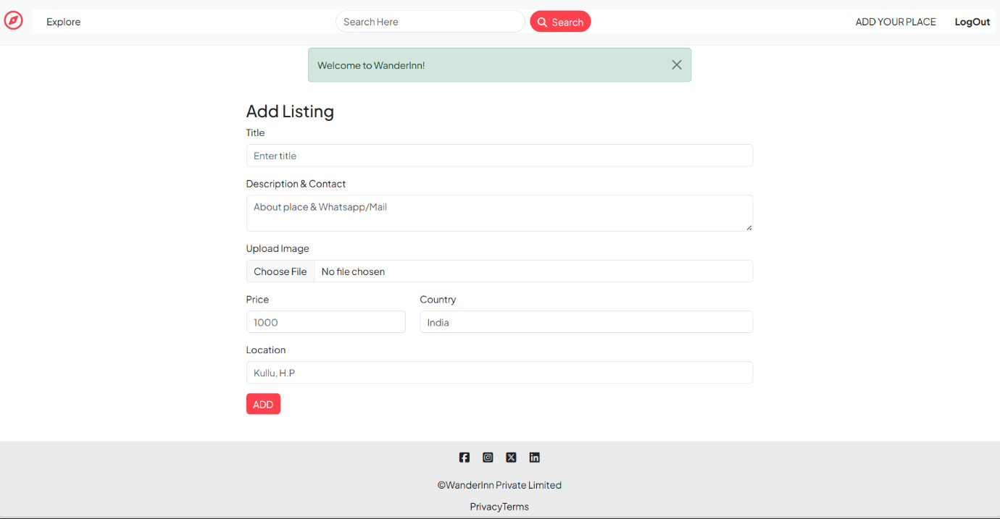 Explore
Search Here
Search
ADD YOUR PLACE
LogOut
Welcome to WanderInn!
Add Listing
Title
Enter title
Description & Contact
About place & Whatsapp/Mail
Upload Image
Choose File No file chosen
Price
Country
1000
India
Location
Kullu, H.P
ADD
©WanderInn Private Limited
PrivacyTerms